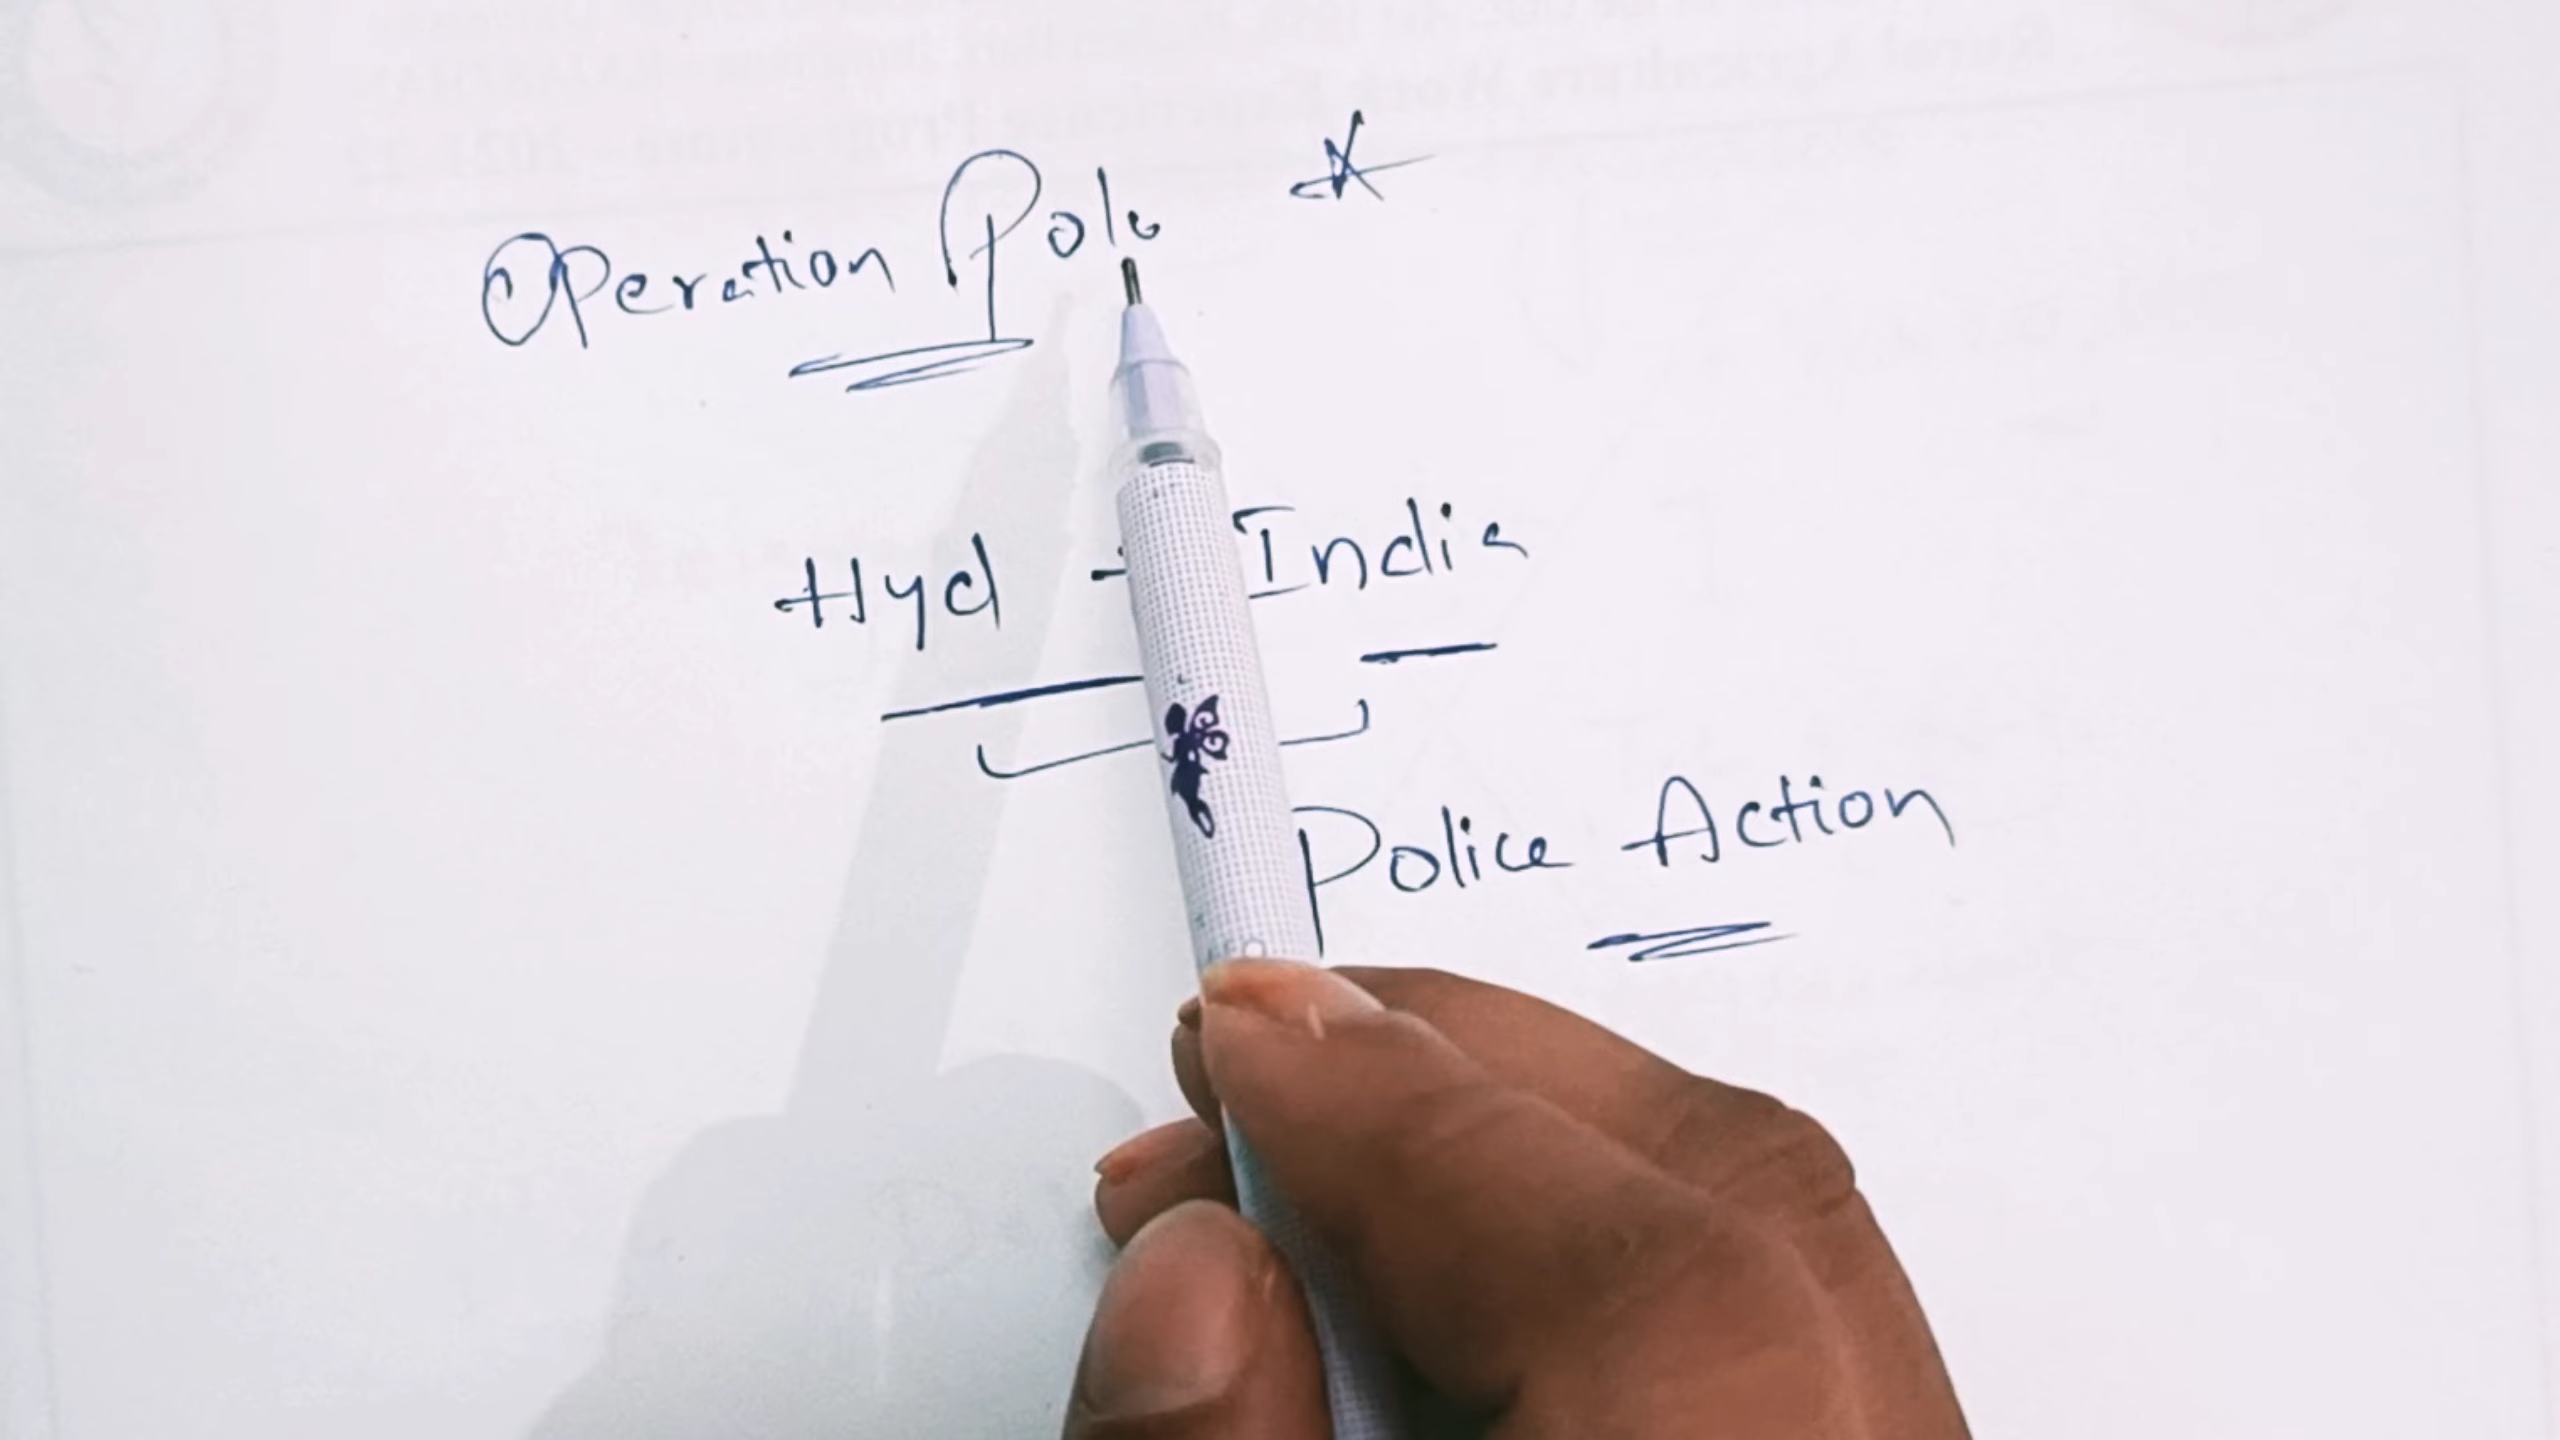 Operation Polo
Hyd - India
Police Action